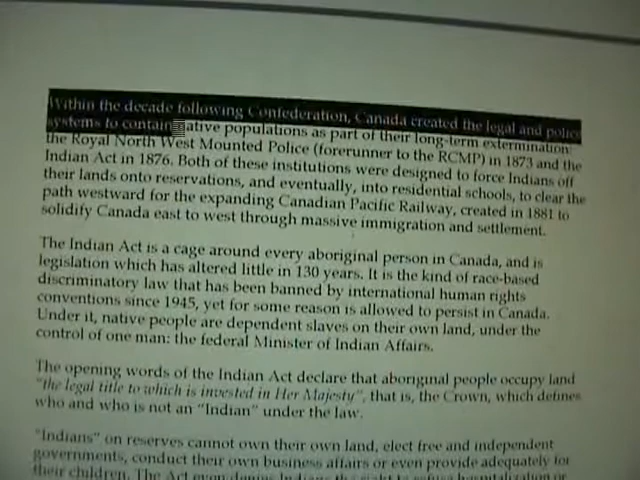 Within the decade following Confederation, Canada created the legal and police
systems to contain native populations as part of their long-term extermination:
the Royal North West Mounted Police (forerunner to the RCMP) in 1873 and the
Indian Act in 1876. Both of these institutions were designed to force Indians off
their lands onto reservations, and eventually, into residential schools, to clear the
path westward for the expanding Canadian Pacific Railway, created in 1881 to
solidify Canada east to west through massive immigration and settlement.
The Indian Act is a cage around every aboriginal person in Canada, and is
legislation which has altered little in 130 years. It is the kind of race-based
discriminatory law that has been banned by international human rights
conventions since 1945, yet for some reason is allowed to persist in Canada.
Under it, native people are dependent slaves on their own land, under the
control of one man: the federal Minister of Indian Affairs.
The opening words of the Indian Act declare that aboriginal people occupy land
"the legal title to which is invested in Her Majesty", that is, the Crown, which defines
who and who is not an "Indian" under the law.
"Indians" on reserves cannot own their own land, elect free and independent
governments, conduct their own business affairs or even provide adequately for
their children. The Act even denies Indians the right to refuse hospitalization or